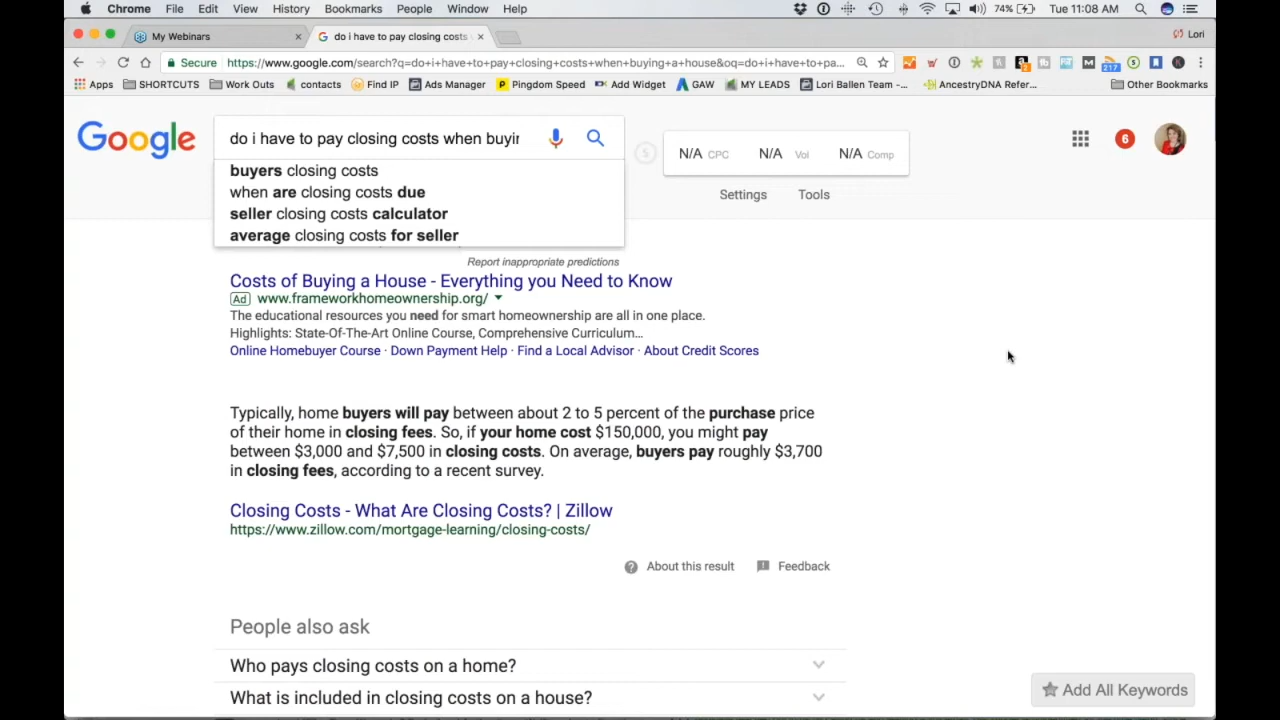 Chrome File Edit View History Bookmarks People Window Help 74% Tue 11:08 AM
My Webinars × do i have to pay closing costs × Lori
Secure https://www.google.com/search?q=do+i+have+to+pay+closing+costs+when+buying+a+house&oq=do+i+have+to+pa... 217
Apps SHORTCUTS Work Outs contacts Find IP Ads Manager Pingdom Speed Add Widget GAW MY LEADS Lori Ballen Team -... AncestryDNA Refer... Other Bookmarks
Google
do i have to pay closing costs when buyin
N/A CPC N/A Vol N/A Comp
6
buyers closing costs
when are closing costs due
seller closing costs calculator
average closing costs for seller
Settings Tools
Report inappropriate predictions
Costs of Buying a House - Everything you Need to Know
Ad www.frameworkhomeownership.org/
The educational resources you need for smart homeownership are all in one place.
Highlights: State-Of-The-Art Online Course, Comprehensive Curriculum...
Online Homebuyer Course · Down Payment Help · Find a Local Advisor · About Credit Scores
Typically, home buyers will pay between about 2 to 5 percent of the purchase price
of their home in closing fees. So, if your home cost $150,000, you might pay
between $3,000 and $7,500 in closing costs. On average, buyers pay roughly $3,700
in closing fees, according to a recent survey.
Closing Costs - What Are Closing Costs? | Zillow
https://www.zillow.com/mortgage-learning/closing-costs/
About this result Feedback
People also ask
Who pays closing costs on a home?
What is included in closing costs on a house?
Add All Keywords